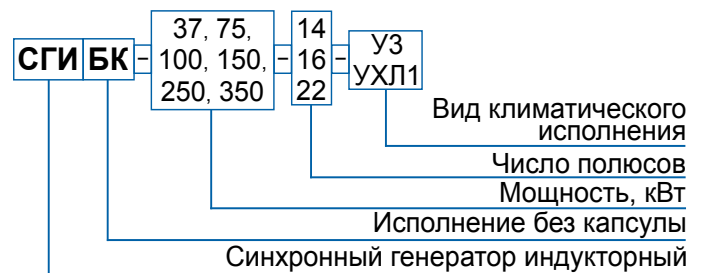 СГИ БК - 37, 75, 100, 150, 250, 350 - 14 16 22 - У3 УХЛ1
Вид климатического
исполнения
Число полюсов
Мощность, кВт
Исполнение без капсулы
Синхронный генератор индукторный